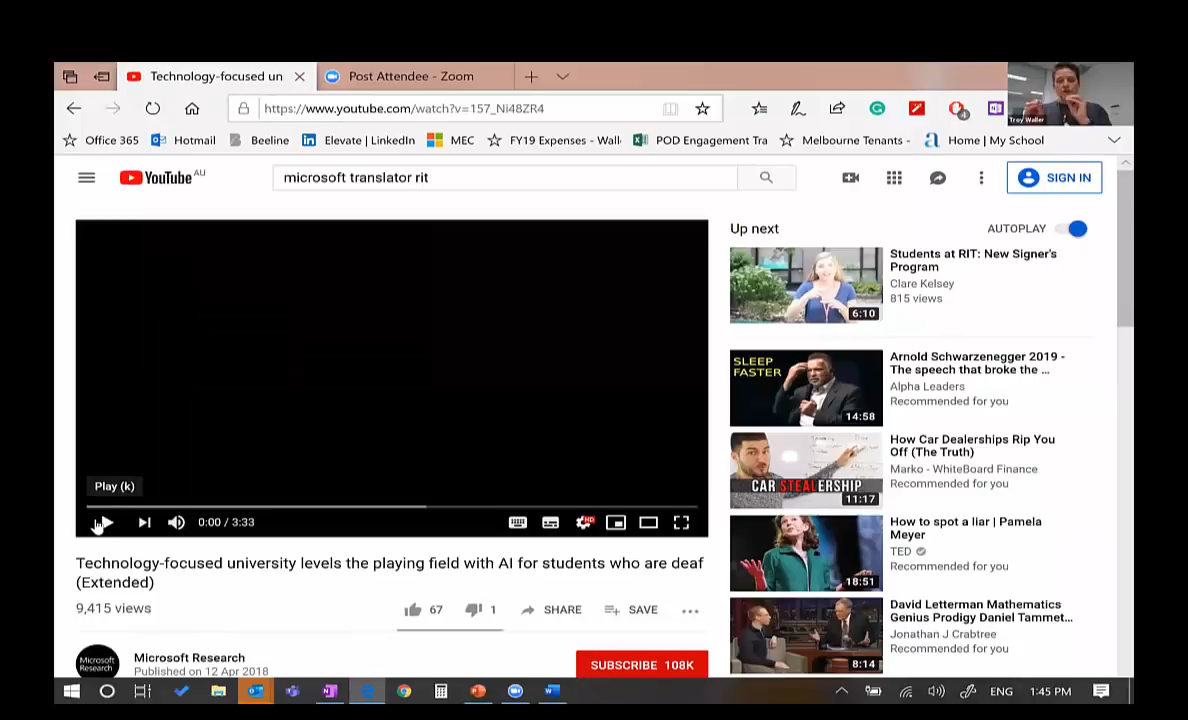 Technology-focused un
Post Attendee - Zoom
https://www.youtube.com/watch?v=157_Ni48ZR4
4
Troy Waller
Office 365
Hotmail
Beeline
Elevate | LinkedIn
MEC
FY19 Expenses - Wall
POD Engagement Tra
Melbourne Tenants -
Home | My School
YouTube AU
microsoft translator rit
SIGN IN
Up next
AUTOPLAY
Students at RIT: New Signer's
Program
Clare Kelsey
815 views
6:10
SLEEP
FASTER
14:58
Arnold Schwarzenegger 2019 -
The speech that broke the ...
Alpha Leaders
Recommended for you
CAR STEALERSHIP
11:17
How Car Dealerships Rip You
Off (The Truth)
Marko - WhiteBoard Finance
Recommended for you
Play (k)
0:00 / 3:33
HD
18:51
How to spot a liar | Pamela
Meyer
TED
Recommended for you
Technology-focused university levels the playing field with AI for students who are deaf
(Extended)
9,415 views
67
1
SHARE
SAVE
8:14
David Letterman Mathematics
Genius Prodigy Daniel Tammet...
Jonathan J Crabtree
Recommended for you
Microsoft
Research
Microsoft Research
Published on 12 Apr 2018
SUBSCRIBE 108K
ENG
1:45 PM